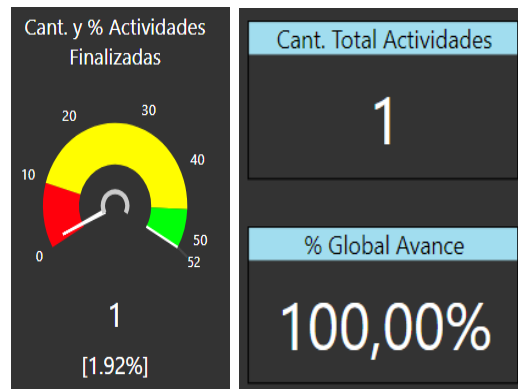 Cant. y % Actividades
Finalizadas
20
30
10
40
0
50
52
1
[1.92%]
Cant. Total Actividades
1
% Global Avance
100,00%